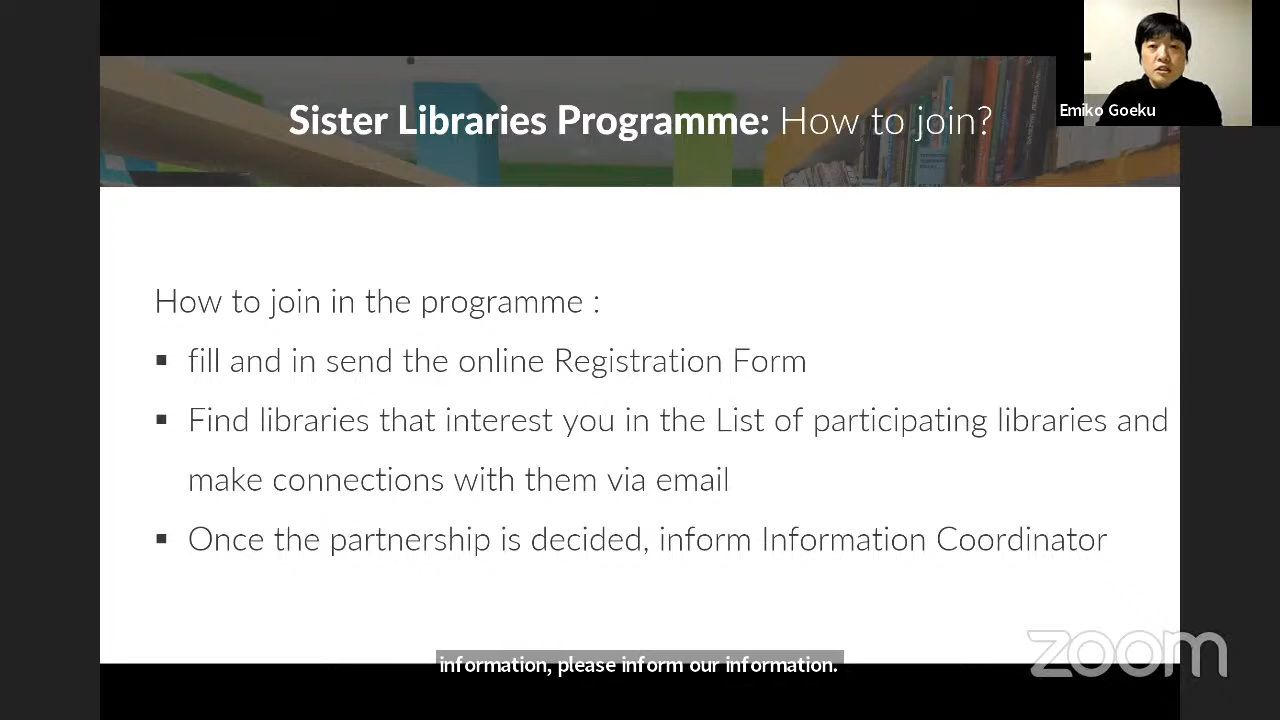 Sister Libraries Programme: How to join?
Emiko Goeku
How to join in the programme :
▪ fill and in send the online Registration Form
▪ Find libraries that interest you in the List of participating libraries and
make connections with them via email
▪ Once the partnership is decided, inform Information Coordinator
information, please inform our information.
zoom